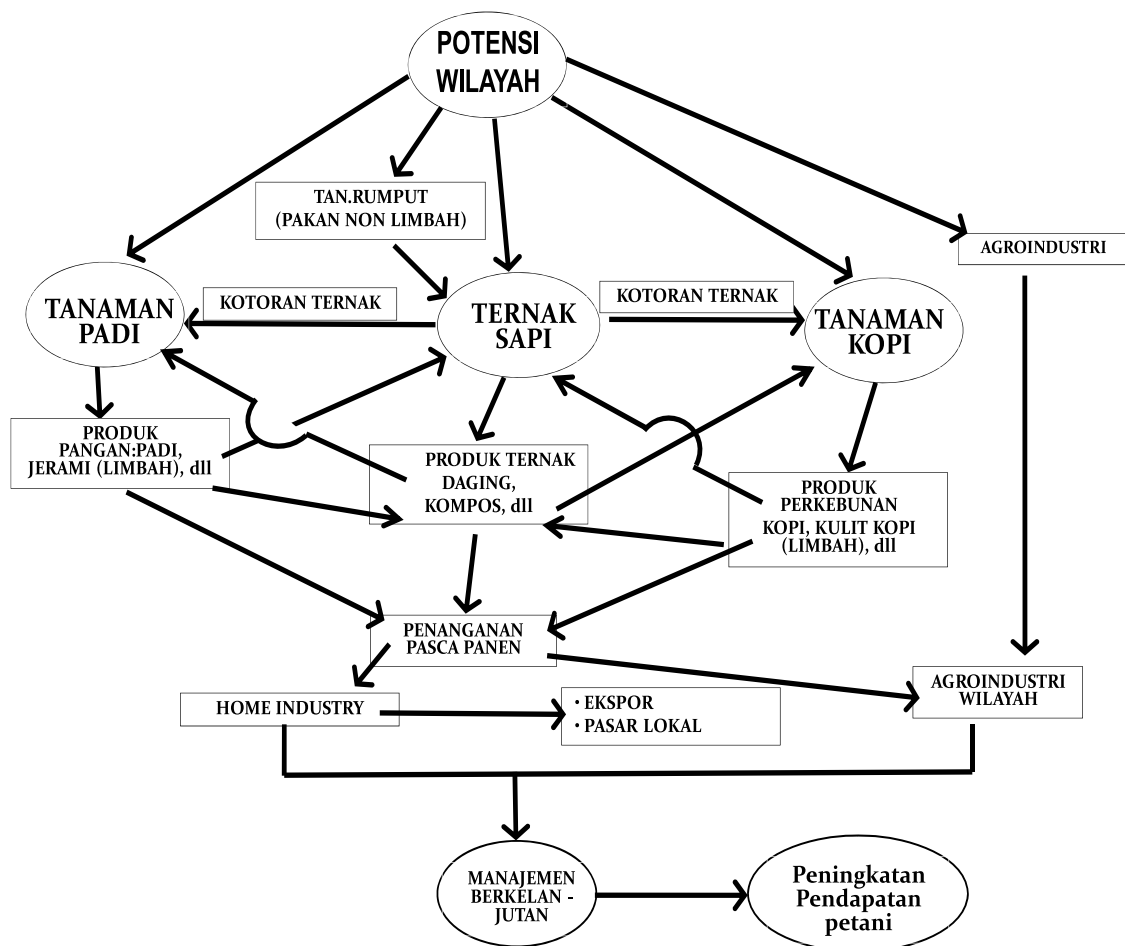 POTENSI
WILAYAH
TAN.RUMPUT
(PAKAN NON LIMBAH)
AGROINDUSTRI
TANAMAN
PADI
KOTORAN TERNAK
TERNAK
SAPI
KOTORAN TERNAK
TANAMAN
KOPI
PRODUK
PANGAN:PADI,
JERAMI (LIMBAH), dll
PRODUK TERNAK
DAGING,
KOMPOS, dll
PRODUK
PERKEBUNAN
KOPI, KULIT KOPI
(LIMBAH), dll
PENANGANAN
PASCA PANEN
AGROINDUSTRI
WILAYAH
HOME INDUSTRY
• EKSPOR
• PASAR LOKAL
MANAJEMEN
BERKELAN -
JUTAN
Peningkatan
Pendapatan
petani